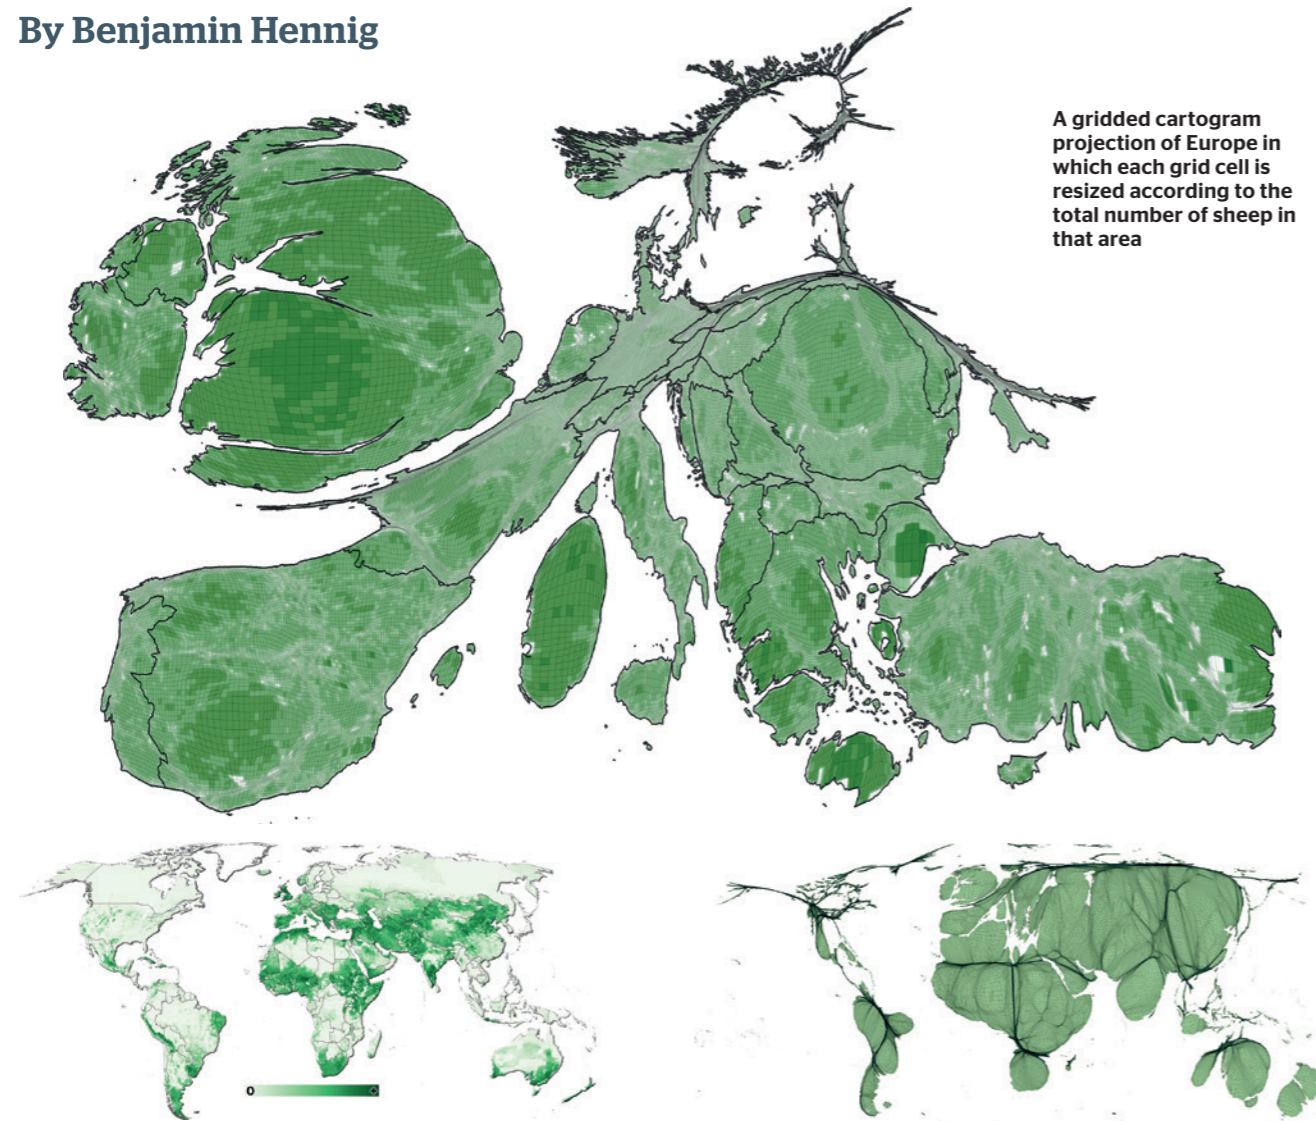 By Benjamin Hennig
A gridded cartogram
projection of Europe in
which each grid cell is
resized according to the
total number of sheep in
that area
0
+